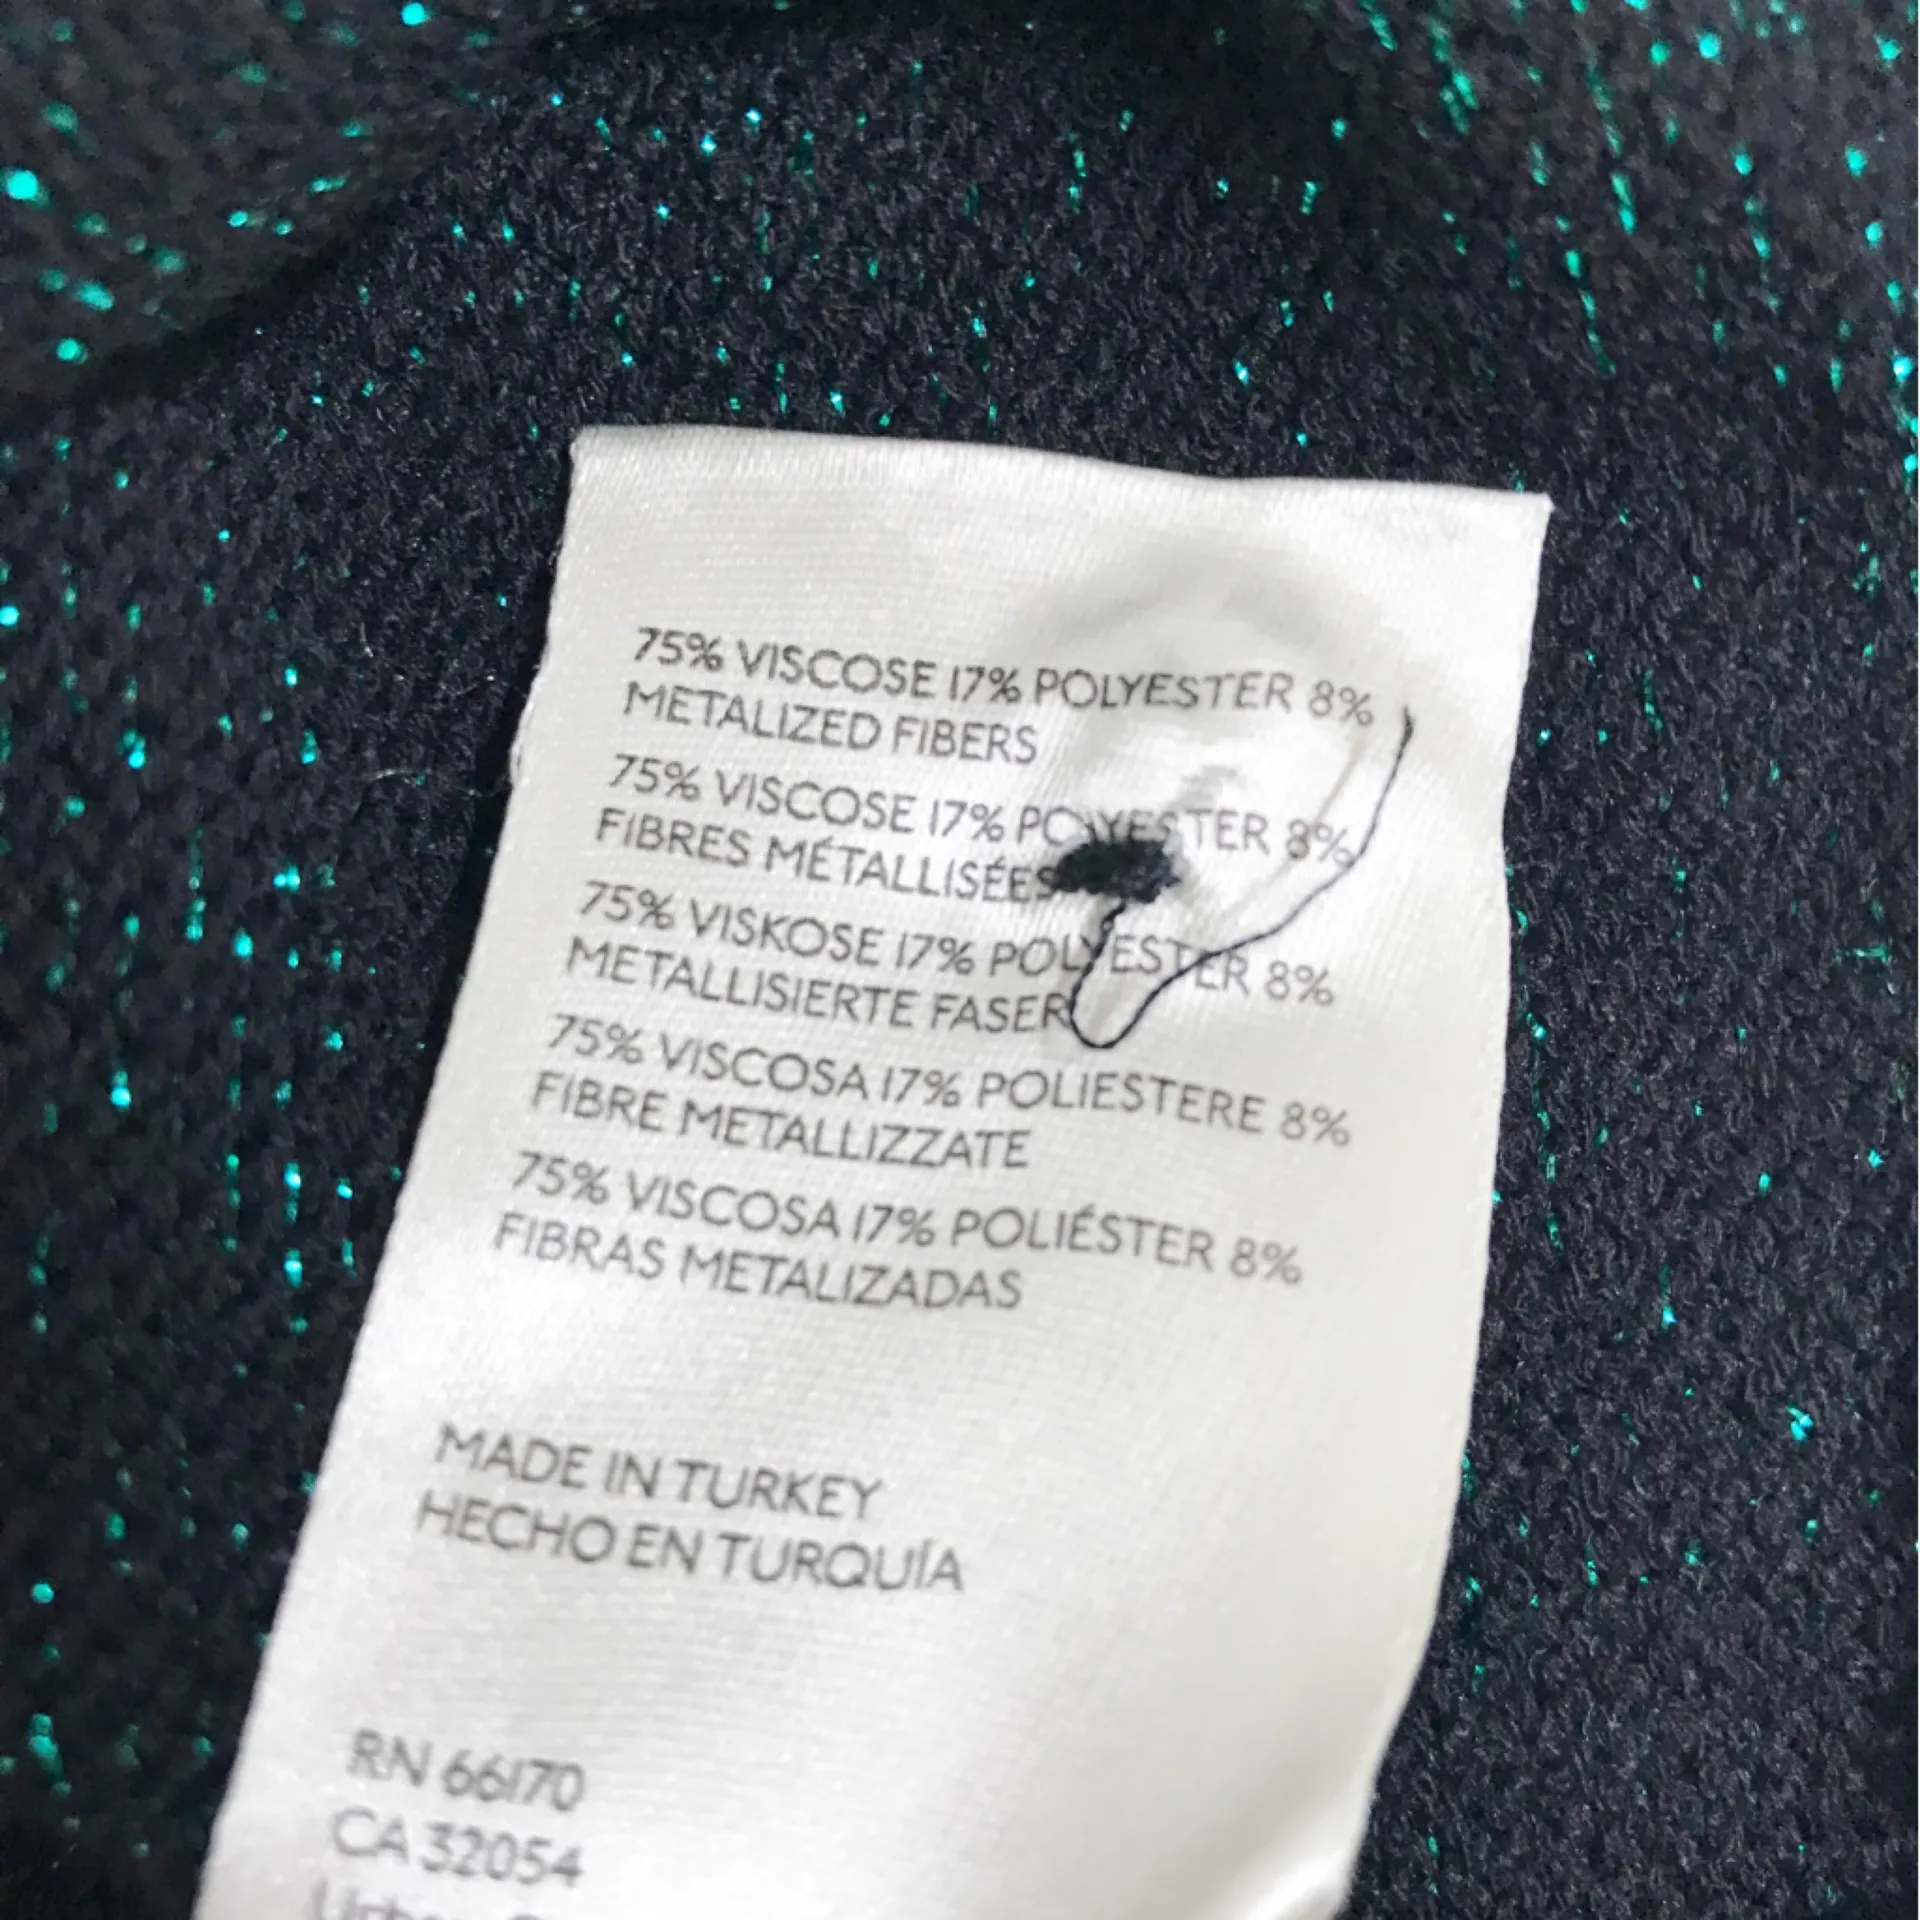 75% VISCOSE 17% POLYESTER 8%
METALIZED FIBERS
75% VISCOSE 17% POLYESTER 8%
FIBRES MÉTALLISÉES
75% VISKOSE 17% POLYESTER 8%
METALLISIERTE FASER
75% VISCOSA 17% POLIESTERE 8%
FIBRE METALLIZZATE
75% VISCOSA 17% POLIÉSTER 8%
FIBRAS METALIZADAS
MADE IN TURKEY
HECHO EN TURQUÍA
RN 66170
CA 32054